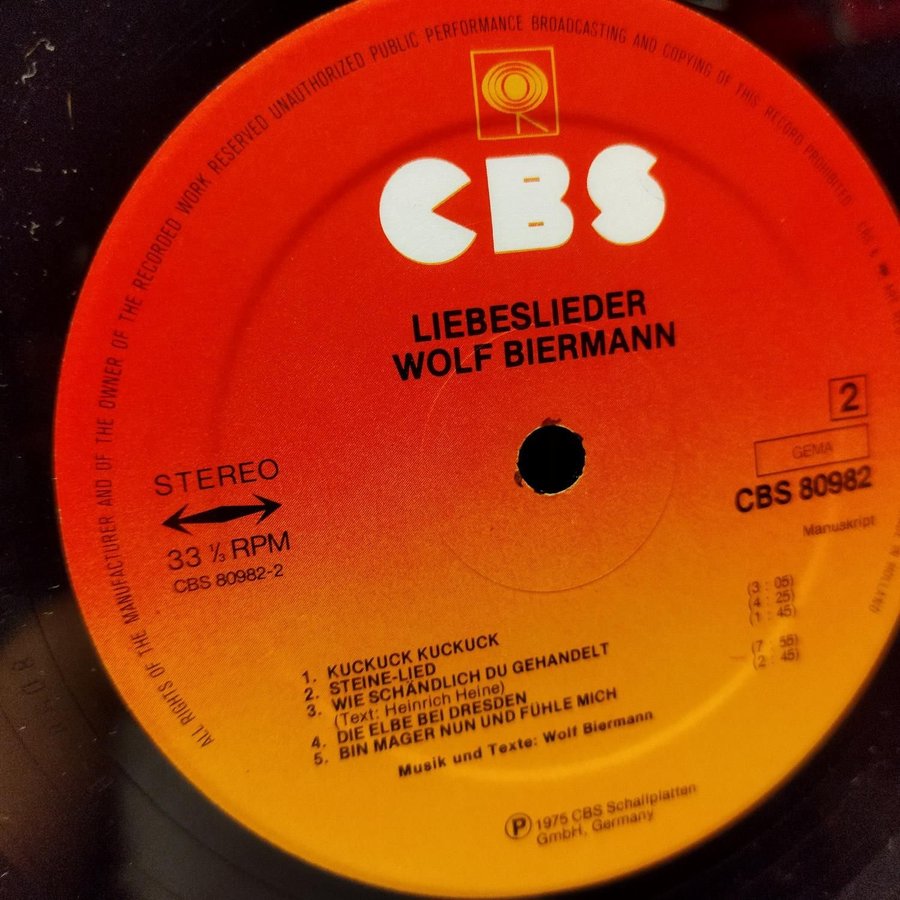 ALL RIGHTS OF THE MANUFACTURER AND OF THE OWNER OF THE RECORDED WORK RESERVED UNAUTHORIZED PUBLIC PERFORMANCE BROADCASTING AND COPYING OF THIS RECORD PROHIBITED
CBS
LIEBESLIEDER
WOLF BIERMANN
2
GEMA
CBS 80982
Manuskript
STEREO
33 ⅓ RPM
CBS 80982-2
1. KUCKUCK KUCKUCK (3 : 05)
2. STEINE-LIED (4 : 25)
3. WIE SCHÄNDLICH DU GEHANDELT (1 : 45)
(Text: Heinrich Heine)
4. DIE ELBE BEI DRESDEN (7 : 55)
5. BIN MAGER NUN UND FÜHLE MICH (2 : 45)
Musik und Texte: Wolf Biermann
Ⓟ 1975 CBS Schallplatten
GmbH, Germany
HOLLAND